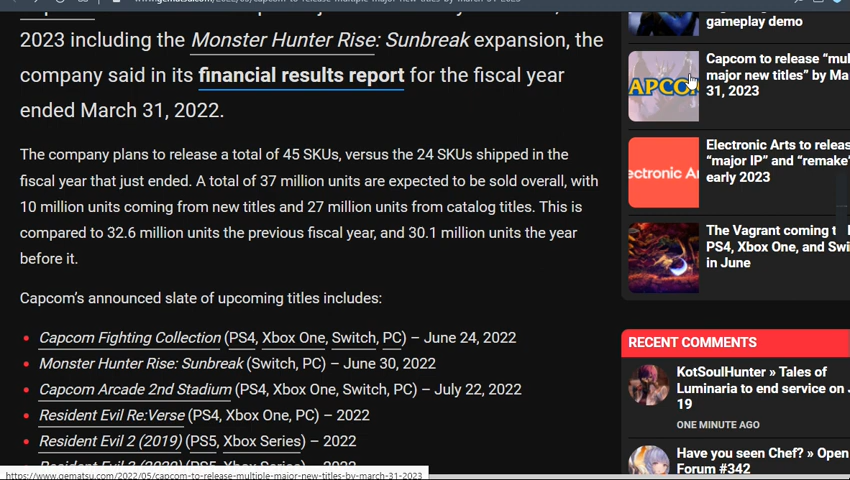 2023 including the Monster Hunter Rise: Sunbreak expansion, the
company said in its financial results report for the fiscal year
ended March 31, 2022.
The company plans to release a total of 45 SKUs, versus the 24 SKUs shipped in the
fiscal year that just ended. A total of 37 million units are expected to be sold overall, with
10 million units coming from new titles and 27 million units from catalog titles. This is
compared to 32.6 million units the previous fiscal year, and 30.1 million units the year
before it.
Capcom's announced slate of upcoming titles includes:
Capcom Fighting Collection (PS4, Xbox One, Switch, PC) – June 24, 2022
Monster Hunter Rise: Sunbreak (Switch, PC) – June 30, 2022
Capcom Arcade 2nd Stadium (PS4, Xbox One, Switch, PC) – July 22, 2022
Resident Evil Re:Verse (PS4, Xbox One, PC) – 2022
Resident Evil 2 (2019) (PS5, Xbox Series) – 2022
https://www.gematsu.com/2022/05/capcom-to-release-multiple-major-new-titles-by-march-31-2023
gameplay demo
APCOM
Capcom to release “mul
major new titles” by Ma
31, 2023
ectronic A
Electronic Arts to releas
“major IP” and “remake”
early 2023
The Vagrant coming t
PS4, Xbox One, and Swi
in June
RECENT COMMENTS
KotSoulHunter » Tales of
Luminaria to end service on J
19
ONE MINUTE AGO
Have you seen Chef? » Open
Forum #342